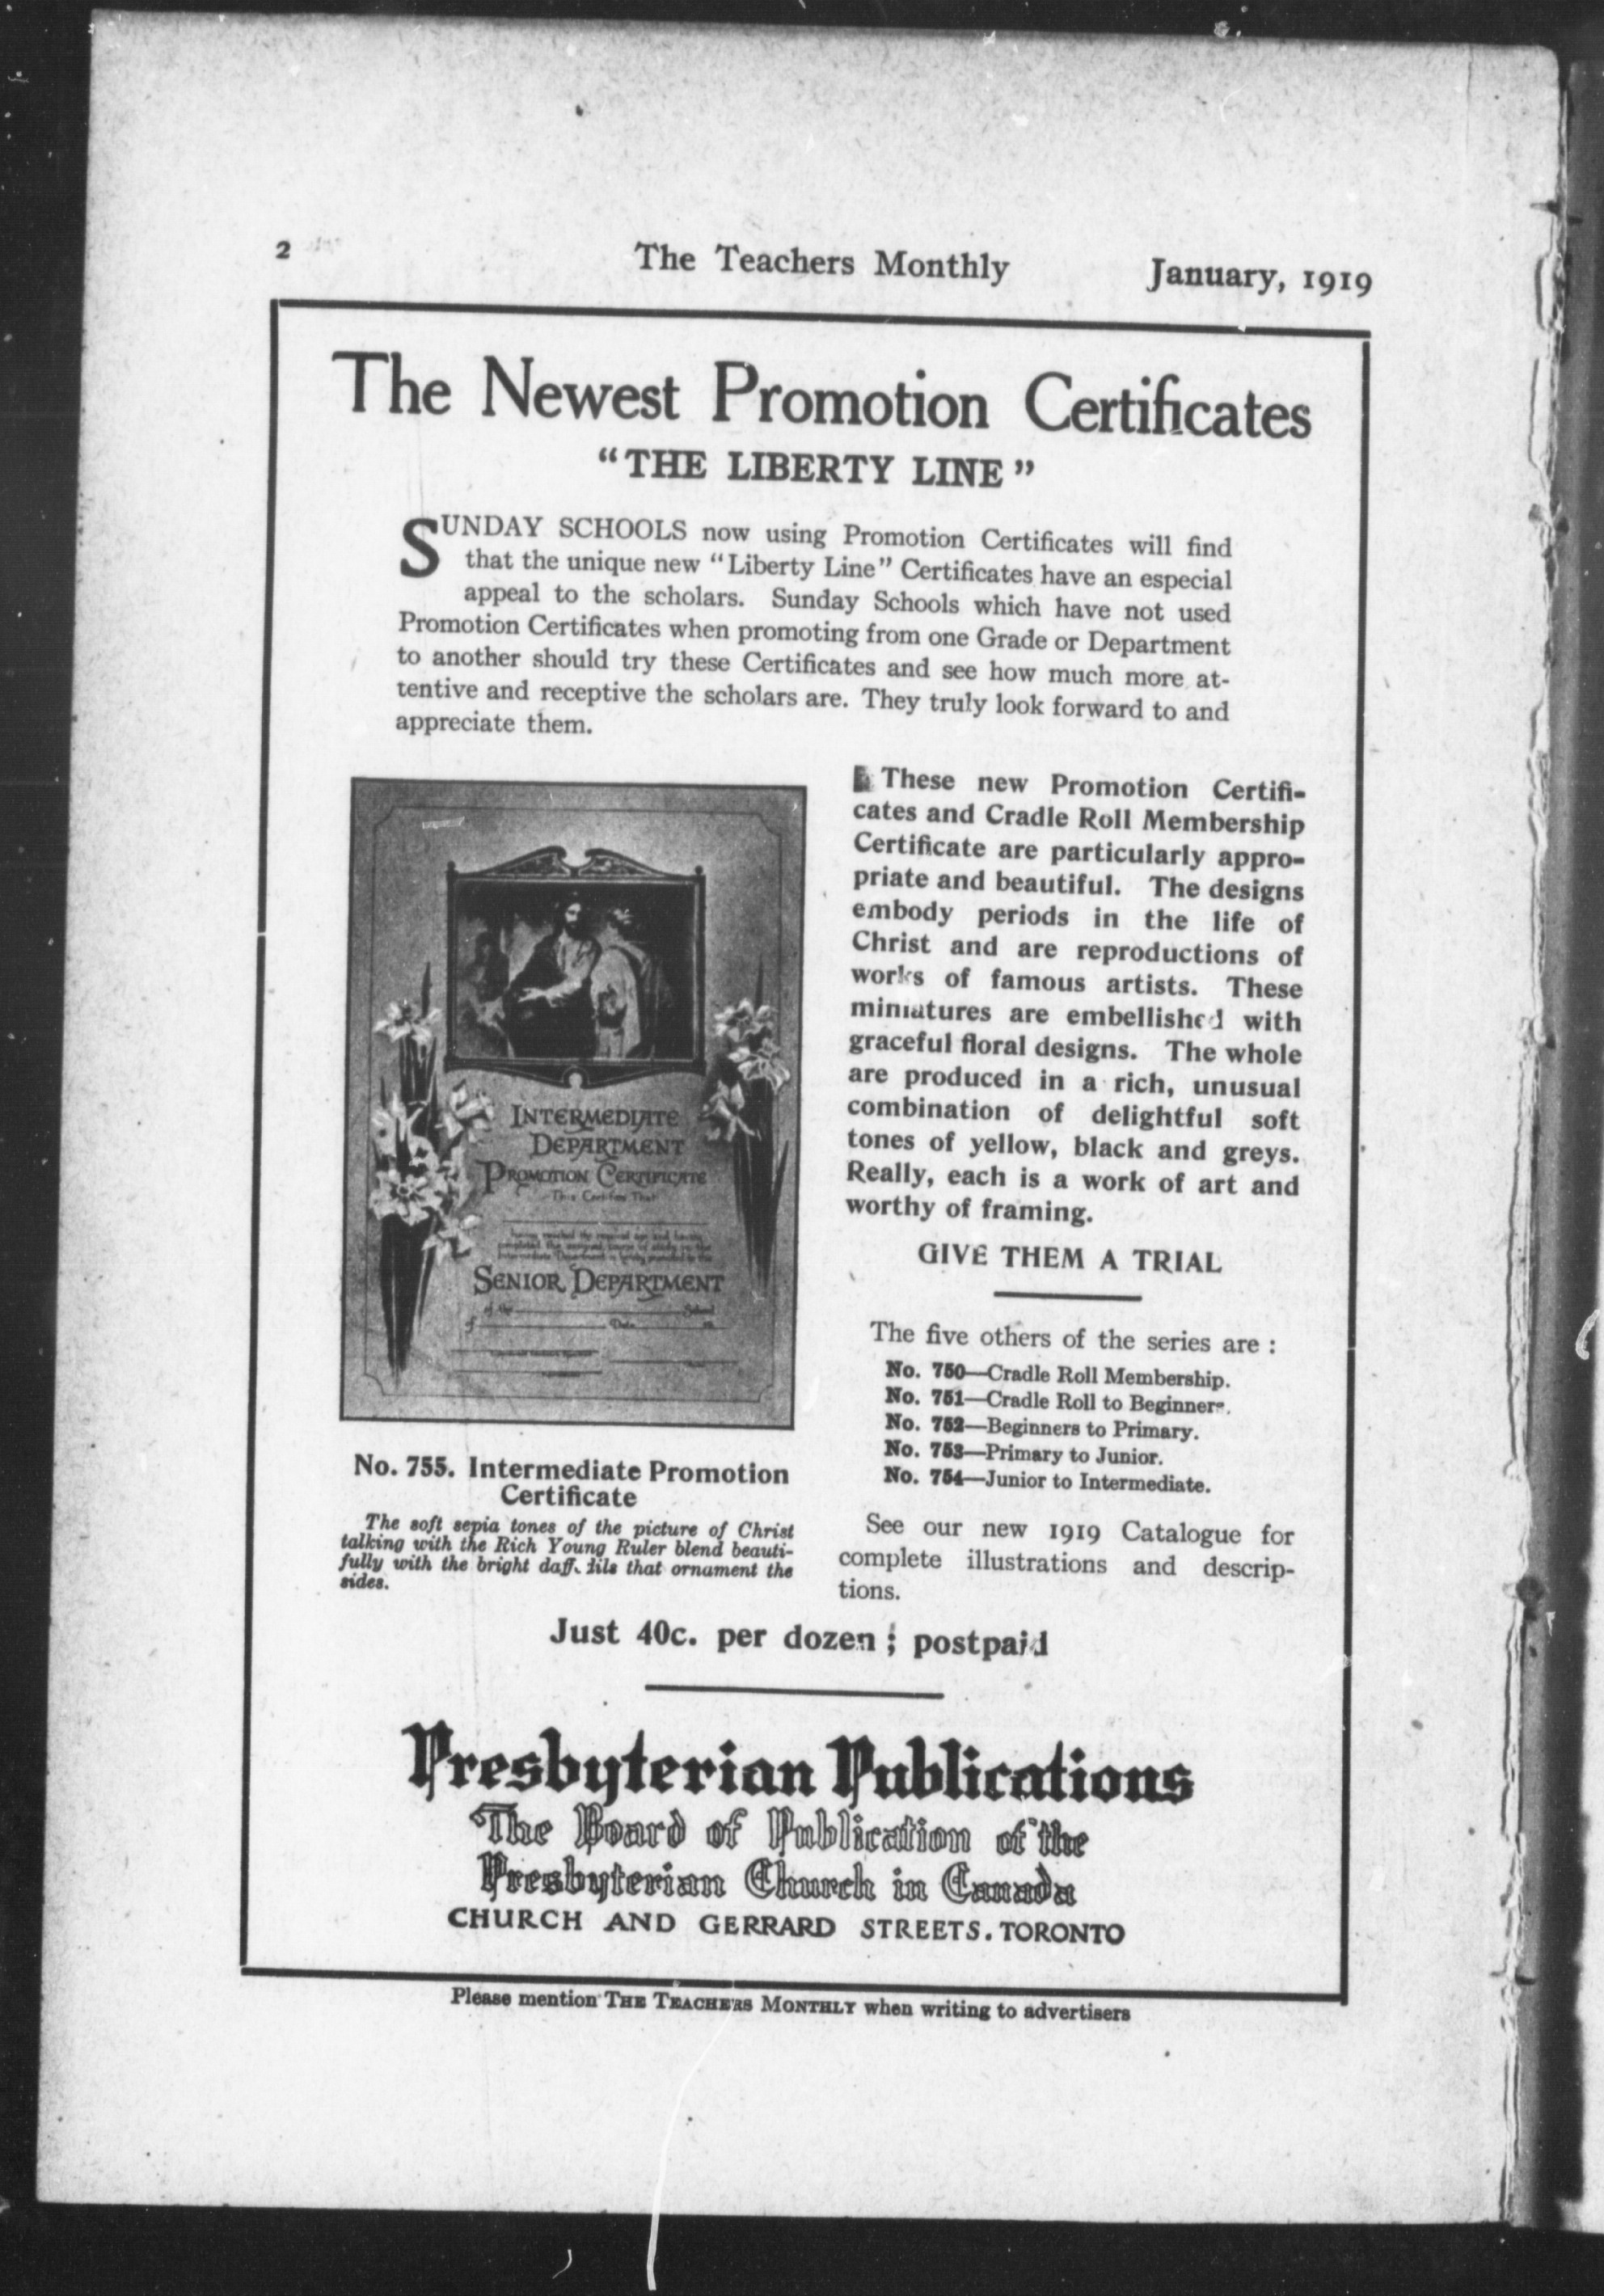 2
The Teachers Monthly
January, 1919
The Newest Promotion Certificates
"THE LIBERTY LINE"
SUNDAY SCHOOLS now using Promotion Certificates will find
that the unique new "Liberty Line" Certificates have an especial
appeal to the scholars. Sunday Schools which have not used
Promotion Certificates when promoting from one Grade or Department
to another should try these Certificates and see how much more at-
tentive and receptive the scholars are. They truly look forward to and
appreciate them.
INTERMEDIATE
DEPARTMENT
PROMOTION CERTIFICATE
This Certifies That
SENIOR DEPARTMENT
of the School
of Date
No. 755. Intermediate Promotion
Certificate
The soft sepia tones of the picture of Christ
talking with the Rich Young Ruler blend beauti-
fully with the bright daffodils that ornament the
sides.
These new Promotion Certifi-
cates and Cradle Roll Membership
Certificate are particularly appro-
priate and beautiful. The designs
embody periods in the life of
Christ and are reproductions of
works of famous artists. These
miniatures are embellished with
graceful floral designs. The whole
are produced in a rich, unusual
combination of delightful soft
tones of yellow, black and greys.
Really, each is a work of art and
worthy of framing.
GIVE THEM A TRIAL
The five others of the series are :
No. 750—Cradle Roll Membership.
No. 751—Cradle Roll to Beginners.
No. 752—Beginners to Primary.
No. 753—Primary to Junior.
No. 754—Junior to Intermediate.
See our new 1919 Catalogue for
complete illustrations and descrip-
tions.
Just 40c. per dozen ; postpaid
Presbyterian Publications
The Board of Publication of the
Presbyterian Church in Canada
CHURCH AND GERRARD STREETS. TORONTO
Please mention THE TEACHERS MONTHLY when writing to advertisers